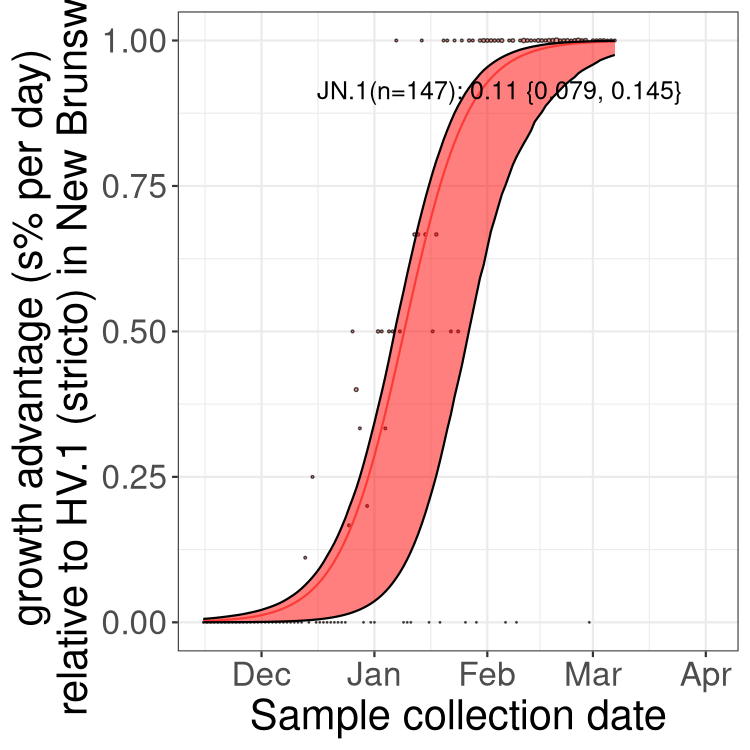 growth advantage (s% per day)
relative to HV.1 (stricto) in New Brunsw
1.00
0.75
0.50
0.25
0.00
JN.1(n=147): 0.11 {0.079, 0.145}
Dec Jan Feb Mar Apr
Sample collection date